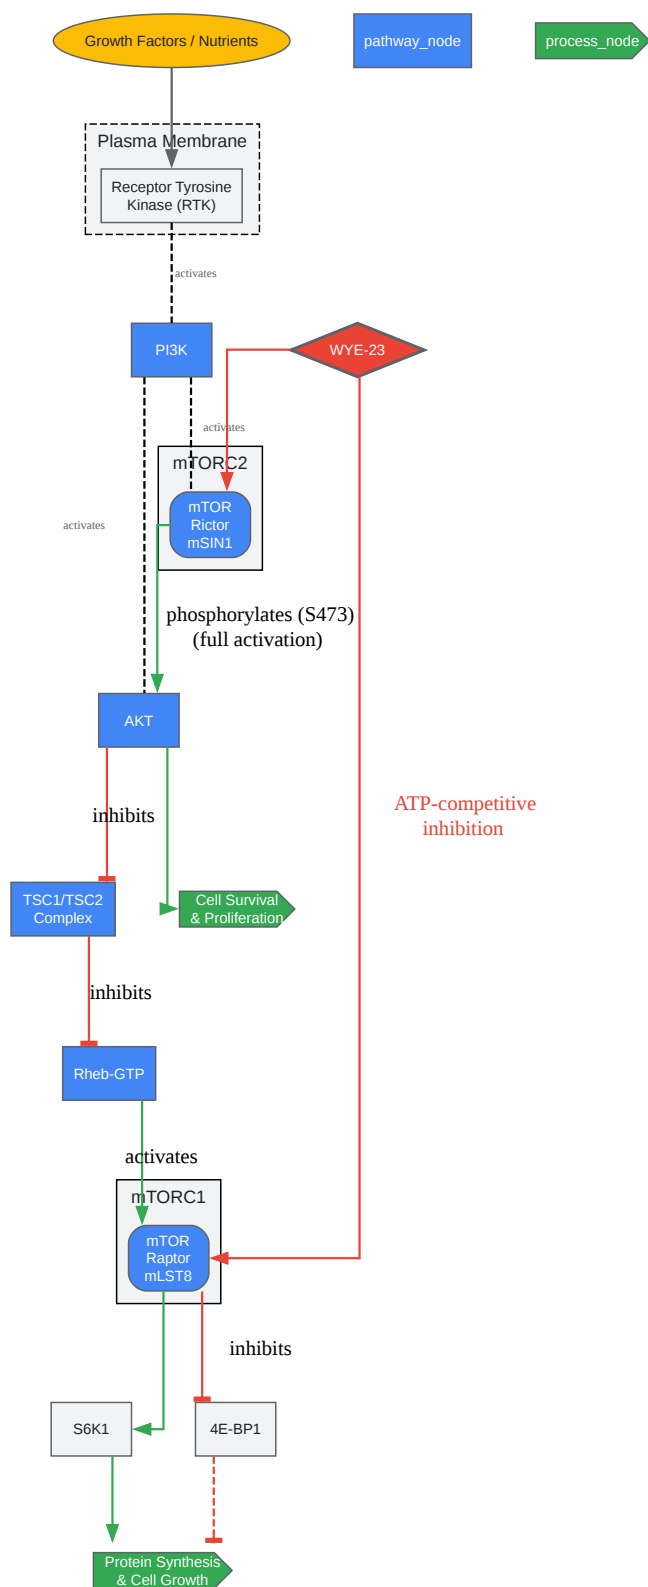 Growth Factors / Nutrients
pathway_node
process_node
Plasma Membrane
Receptor Tyrosine
Kinase (RTK)
activates
PI3K
WYE-23
activates
mTORC2
mTOR
Rictor
mSIN1
activates
phosphorylates (S473)
(full activation)
AKT
ATP-competitive
inhibition
inhibits
TSC1/TSC2
Complex
Cell Survival
& Proliferation
inhibits
Rheb-GTP
activates
mTORC1
mTOR
Raptor
mLST8
inhibits
S6K1
4E-BP1
Protein Synthesis
& Cell Growth